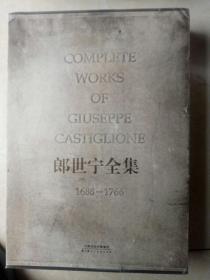 COMPLETE
WORKS
OF
GIUSEPPE
CASTIGLIONE
郎世宁全集
1688—1766